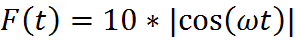 F(t) = 10 * |cos(ωt)|